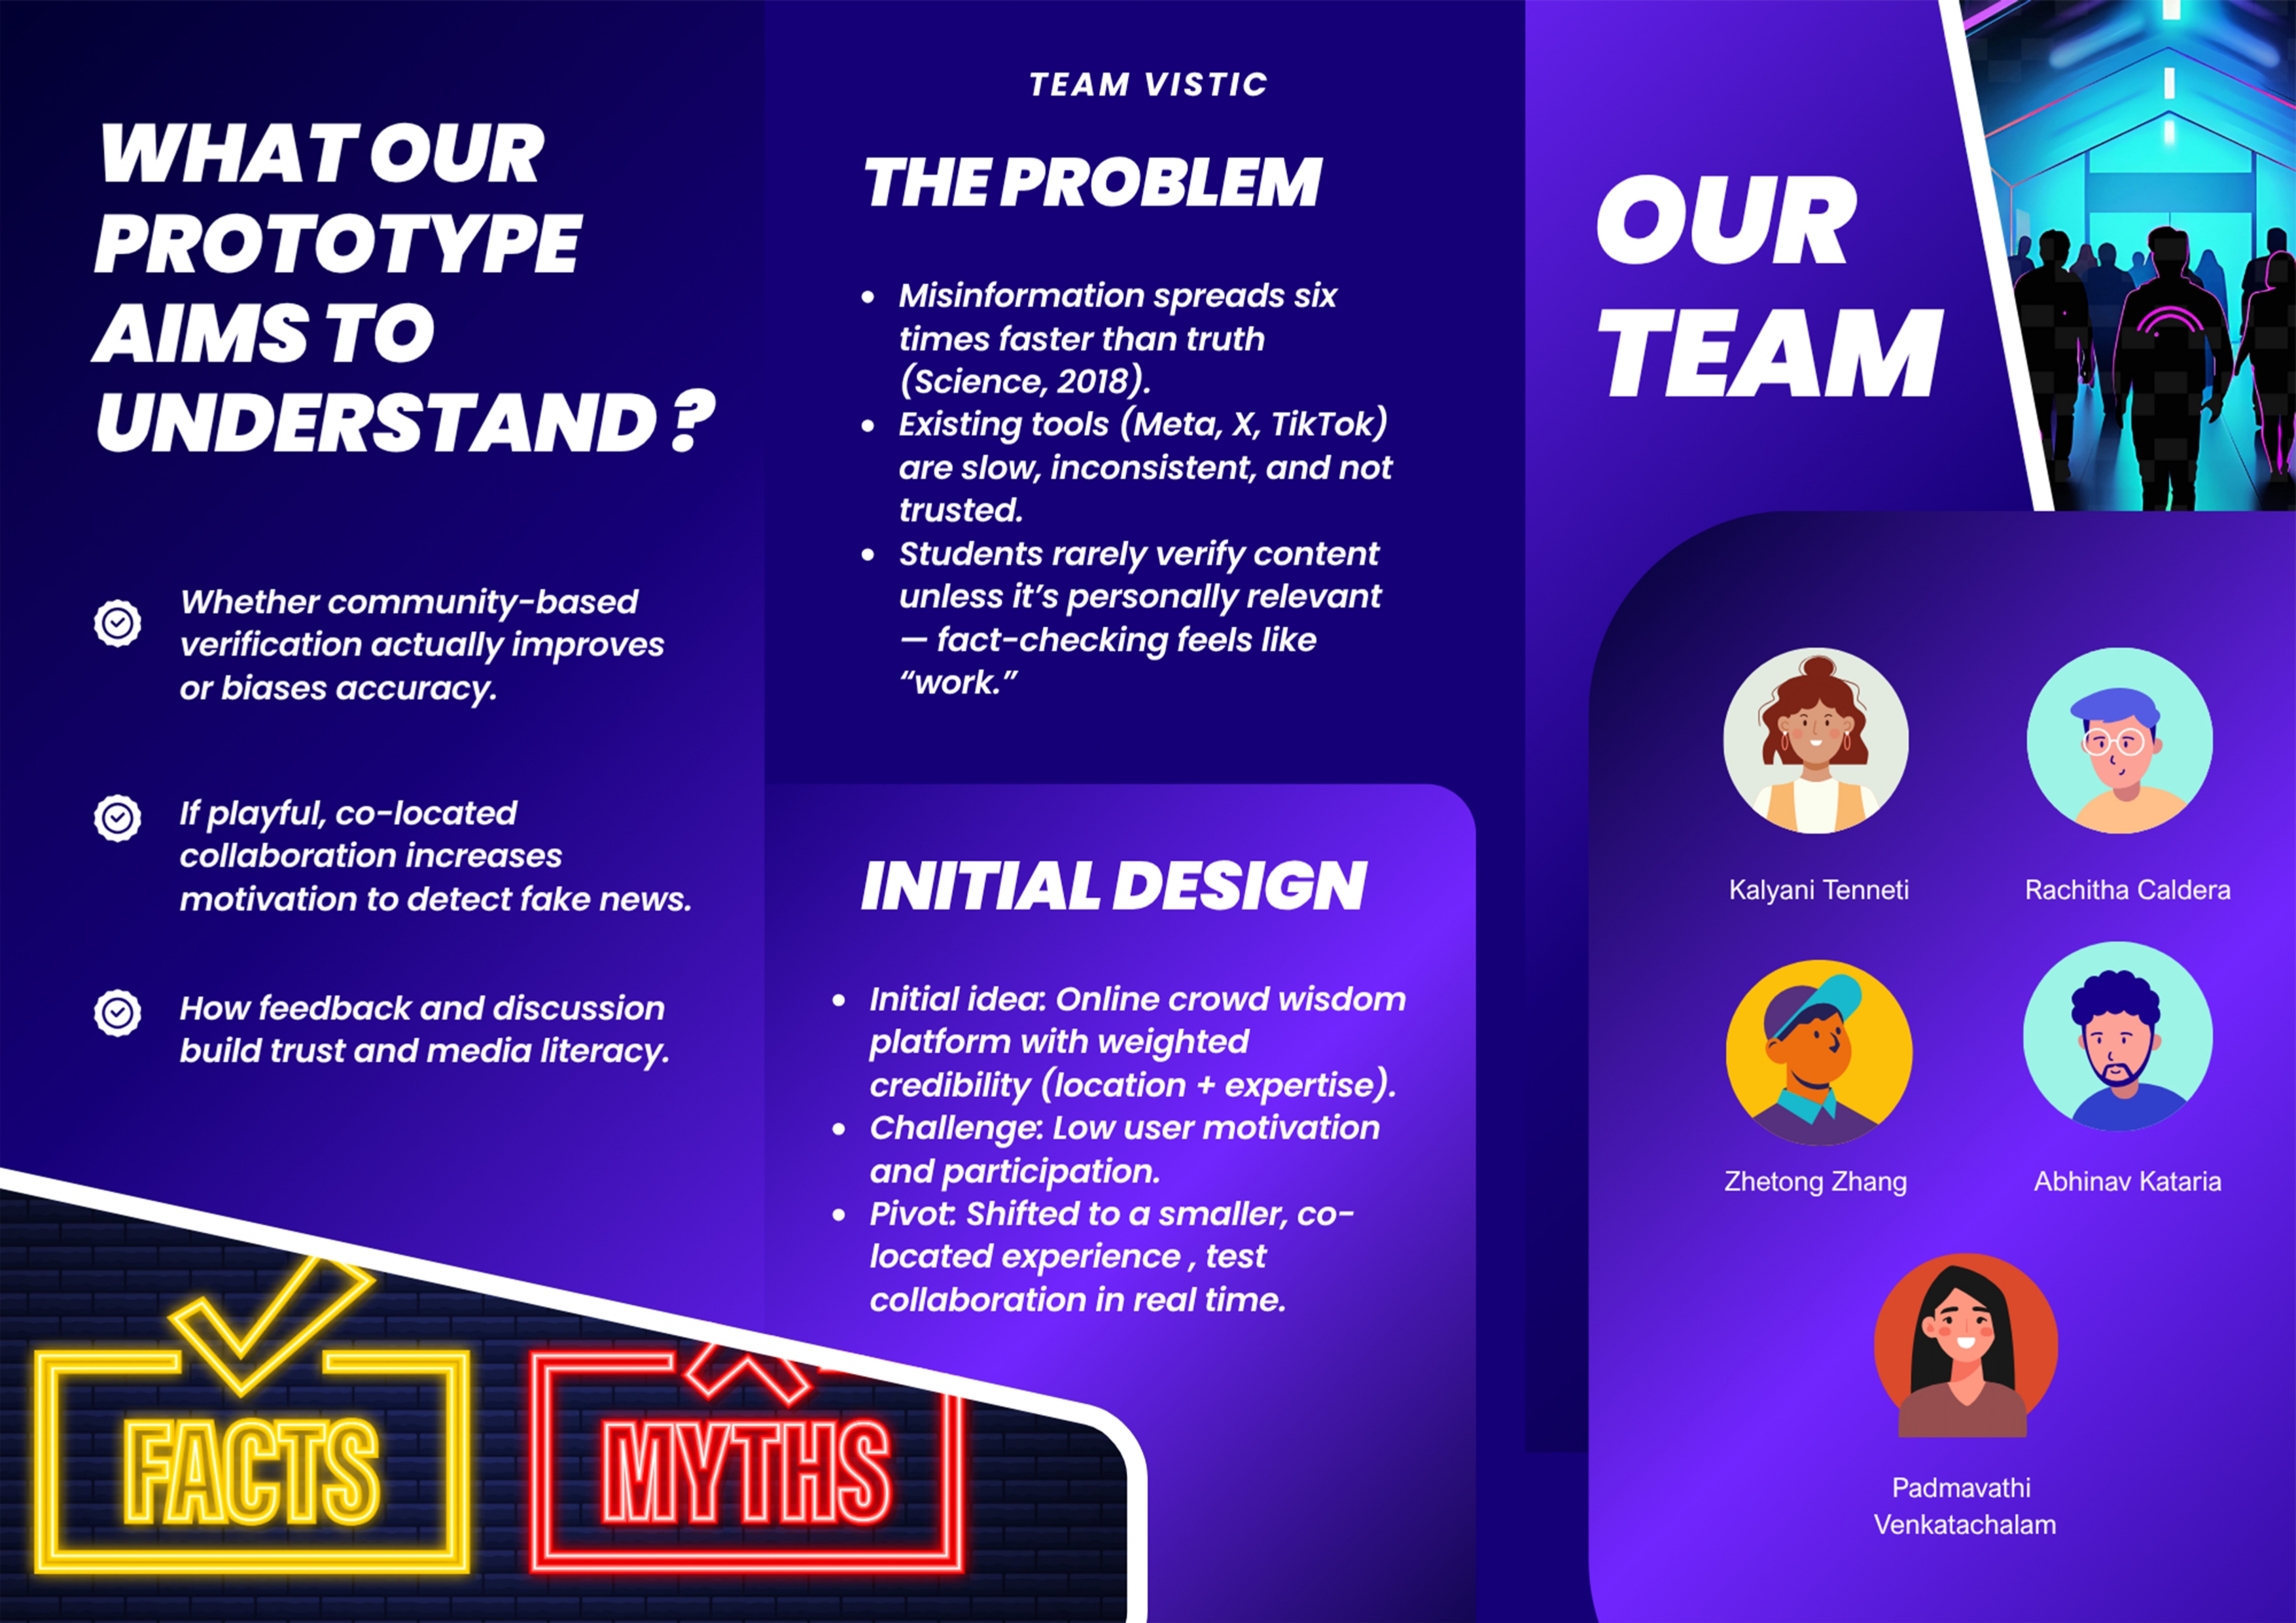 WHAT OUR
PROTOTYPE
AIMS TO
UNDERSTAND ?
Whether community-based
verification actually improves
or biases accuracy.
If playful, co-located
collaboration increases
motivation to detect fake news.
How feedback and discussion
build trust and media literacy.
FACTS
MYTHS
TEAM VISTIC
THE PROBLEM
• Misinformation spreads six
times faster than truth
(Science, 2018).
• Existing tools (Meta, X, TikTok)
are slow, inconsistent, and not
trusted.
• Students rarely verify content
unless it’s personally relevant
— fact-checking feels like
“work.”
INITIAL DESIGN
• Initial idea: Online crowd wisdom
platform with weighted
credibility (location + expertise).
• Challenge: Low user motivation
and participation.
• Pivot: Shifted to a smaller, co-
located experience , test
collaboration in real time.
OUR
TEAM
Kalyani Tenneti
Rachitha Caldera
Zhetong Zhang
Abhinav Kataria
Padmavathi
Venkatachalam